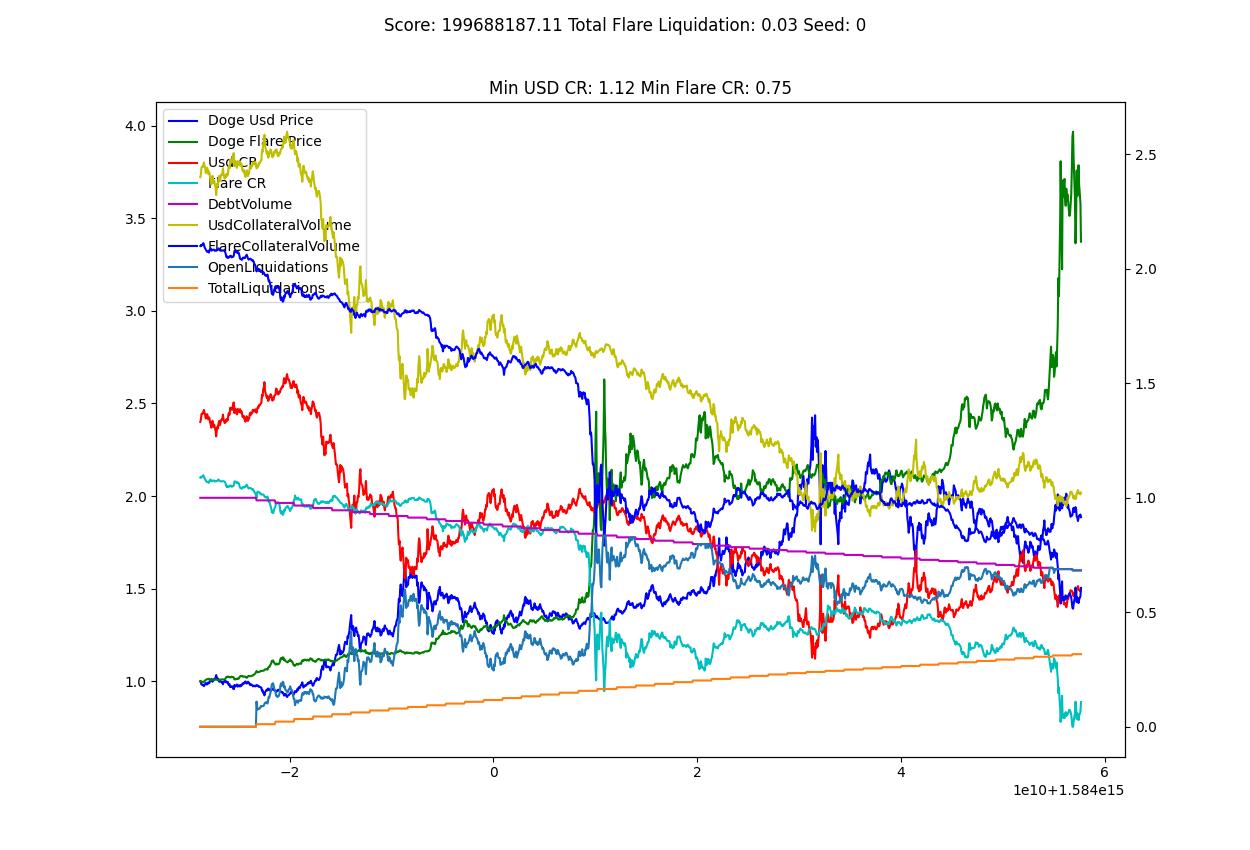 Score: 199688187.11 Total Flare Liquidation: 0.03 Seed: 0
Min USD CR: 1.12 Min Flare CR: 0.75
Doge Usd Price
Doge Flare Price
Usd CR
Flare CR
DebtVolume
UsdCollateralVolume
FlareCollateralVolume
OpenLiquidations
TotalLiquidations
4.0
3.5
3.0
2.5
2.0
1.5
1.0
2.5
2.0
1.5
1.0
0.5
0.0
−2
0
2
4
6
1e10+1.584e15